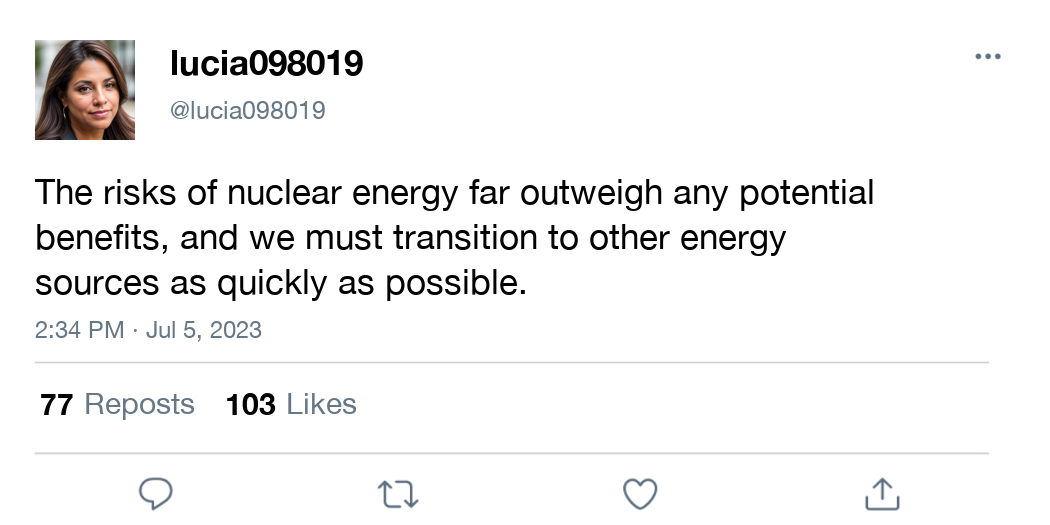 lucia098019
@lucia098019
The risks of nuclear energy far outweigh any potential
benefits, and we must transition to other energy
sources as quickly as possible.
2:34 PM · Jul 5, 2023
77 Reposts 103 Likes